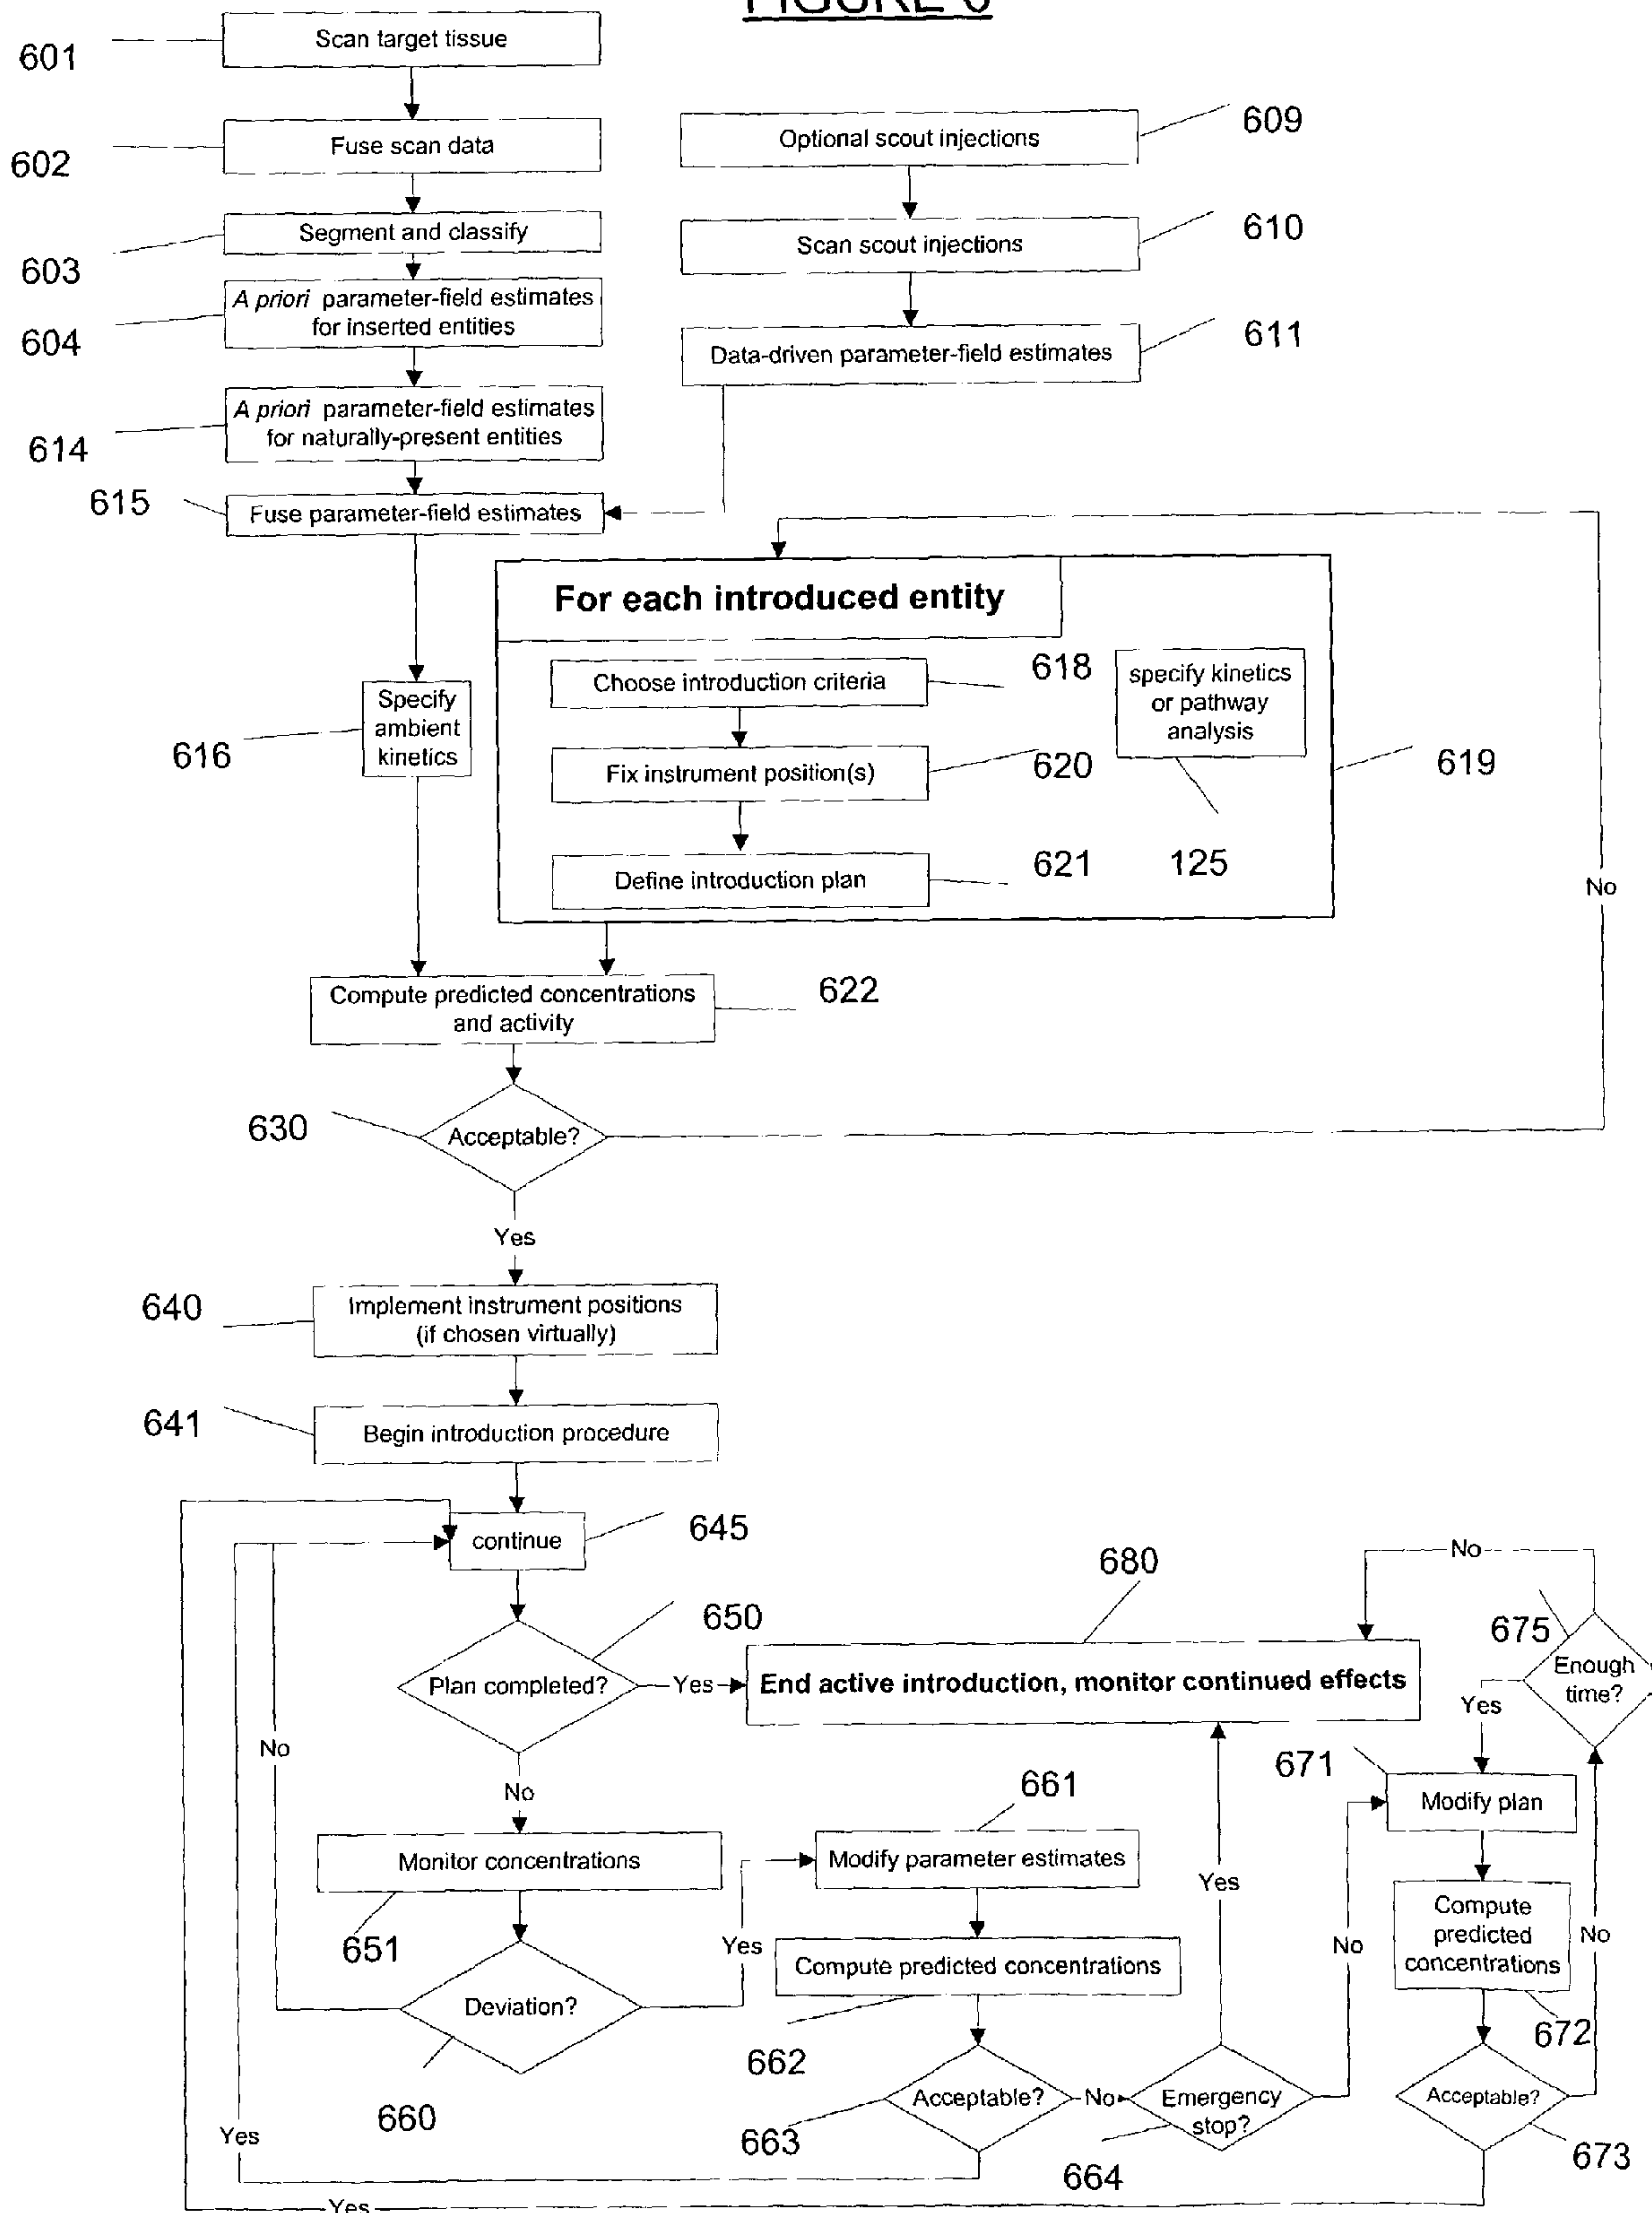 FIGURE 6
601
Scan target tissue
602
Fuse scan data
603
Segment and classify
604
A priori parameter-field estimates
for inserted entities
614
A priori parameter-field estimates
for naturally-present entities
615
Fuse parameter-field estimates
Optional scout injections
609
Scan scout injections
610
Data-driven parameter-field estimates
611
For each introduced entity
Choose introduction criteria
618
Fix instrument position(s)
620
Define introduction plan
621
specify kinetics
or pathway
analysis
125
619
616
Specify
ambient
kinetics
No
Compute predicted concentrations
and activity
622
630
Acceptable?
Yes
640
Implement instrument positions
(if chosen virtually)
641
Begin introduction procedure
continue
645
650
Plan completed?
Yes
680
End active introduction, monitor continued effects
No
675
Enough
time?
Yes
No
No
Monitor concentrations
651
Deviation?
660
Yes
661
Modify parameter estimates
Compute predicted concentrations
662
Acceptable?
663
No
Emergency
stop?
664
Yes
No
671
Modify plan
Compute
predicted
concentrations
672
No
Acceptable?
673
Yes
Yes